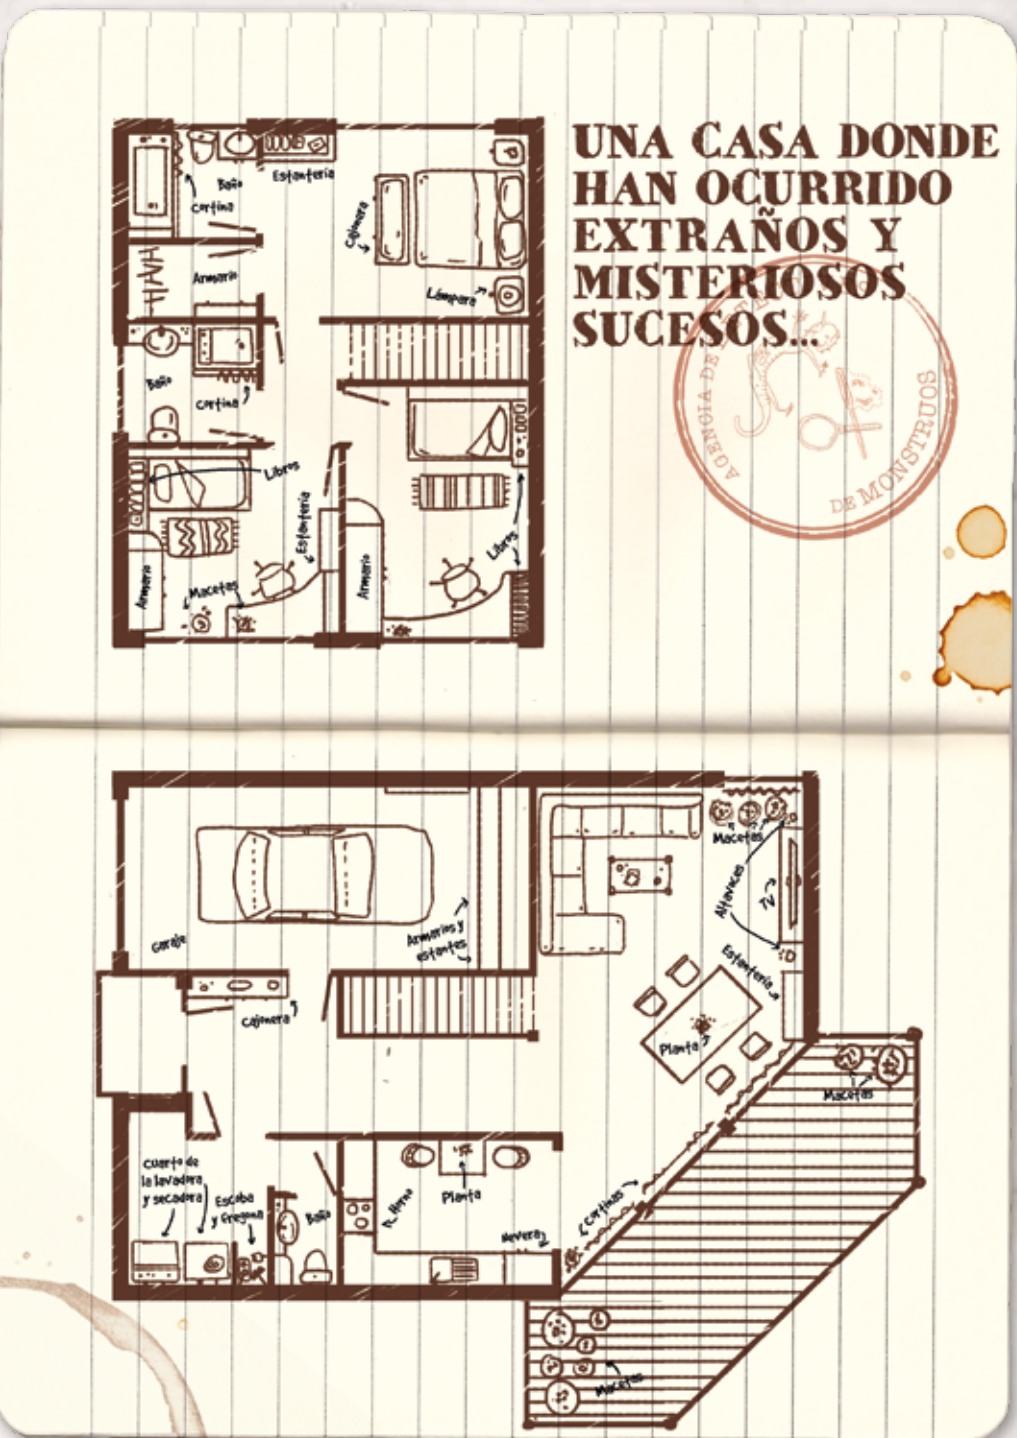 UNA CASA DONDE
HAN OCURRIDO
EXTRAÑOS Y
MISTERIOSOS
SUCESOS...
AGENCIA DE
DE MONSTRUOS
Baño
Cortina
Estantería
Cajonera
Lámpara
Armario
Baño
Cortina
Libros
Estantería
Armario
Macetas
Armario
Libros
Garaje
Armarios y
estantes
Macetas
Altavoces
TV
Estantería
Cajonera
Planta
Macetas
Cuarto de
la lavadora
y secadora
Escoba
y fregona
Baño
Horno
Planta
Nevera
Cortinas
Macetas